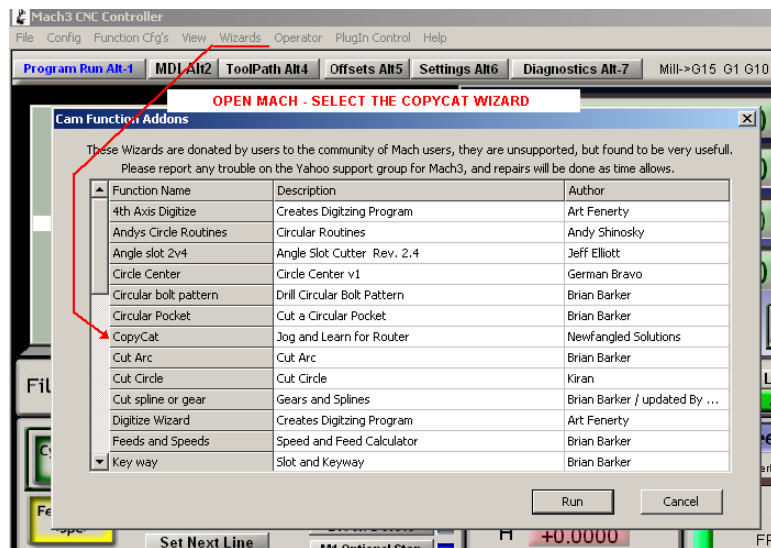 Mach3 CNC Controller
File Config Function Cfg's View Wizards Operator PlugIn Control Help
Program Run Alt-1 MDI Alt2 ToolPath Alt4 Offsets Alt5 Settings Alt6 Diagnostics Alt-7 Mill->G15 G1 G10
OPEN MACH - SELECT THE COPYCAT WIZARD
Cam Function Addons
These Wizards are donated by users to the community of Mach users, they are unsupported, but found to be very usefull.
Please report any trouble on the Yahoo support group for Mach3, and repairs will be done as time allows.
Function Name Description Author
4th Axis Digitize Creates Digitzing Program Art Fenerty
Andys Circle Routines Circular Routines Andy Shinosky
Angle slot 2v4 Angle Slot Cutter Rev. 2.4 Jeff Elliott
Circle Center Circle Center v1 German Bravo
Circular bolt pattern Drill Circular Bolt Pattern Brian Barker
Circular Pocket Cut a Circular Pocket Brian Barker
CopyCat Jog and Learn for Router Newfangled Solutions
Cut Arc Cut Arc Brian Barker
Cut Circle Cut Circle Kiran
Cut spline or gear Gears and Splines Brian Barker / updated By ...
Digitize Wizard Creates Digitzing Program Art Fenerty
Feeds and Speeds Speed and Feed Calculator Brian Barker
Key way Slot and Keyway Brian Barker
Run Cancel
Set Next Line
H +0.0000